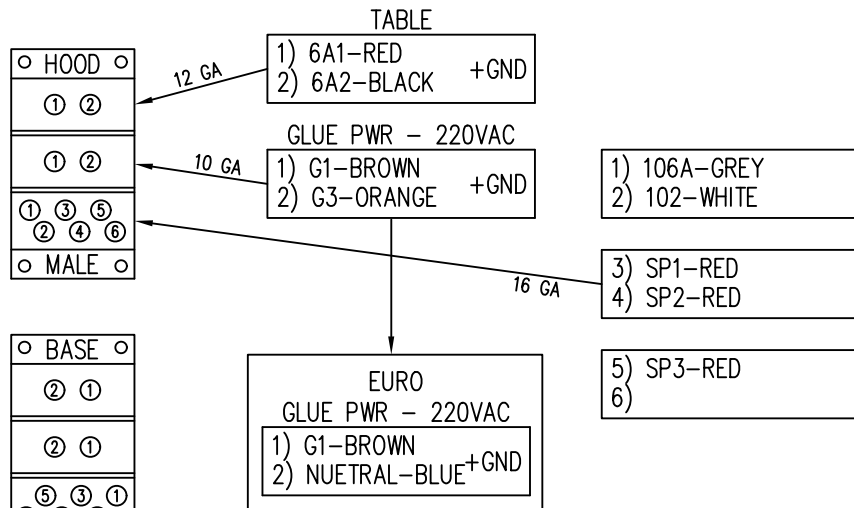 TABLE
1) 6A1-RED
2) 6A2-BLACK
+GND
HOOD
12 GA
1 2
GLUE PWR - 220VAC
1) G1-BROWN
2) G3-ORANGE
+GND
1 2
10 GA
1) 106A-GREY
2) 102-WHITE
1 3 5
2 4 6
MALE
16 GA
3) SP1-RED
4) SP2-RED
BASE
2 1
2 1
5 3 1
EURO
GLUE PWR - 220VAC
1) G1-BROWN
2) NUETRAL-BLUE
+GND
5) SP3-RED
6)